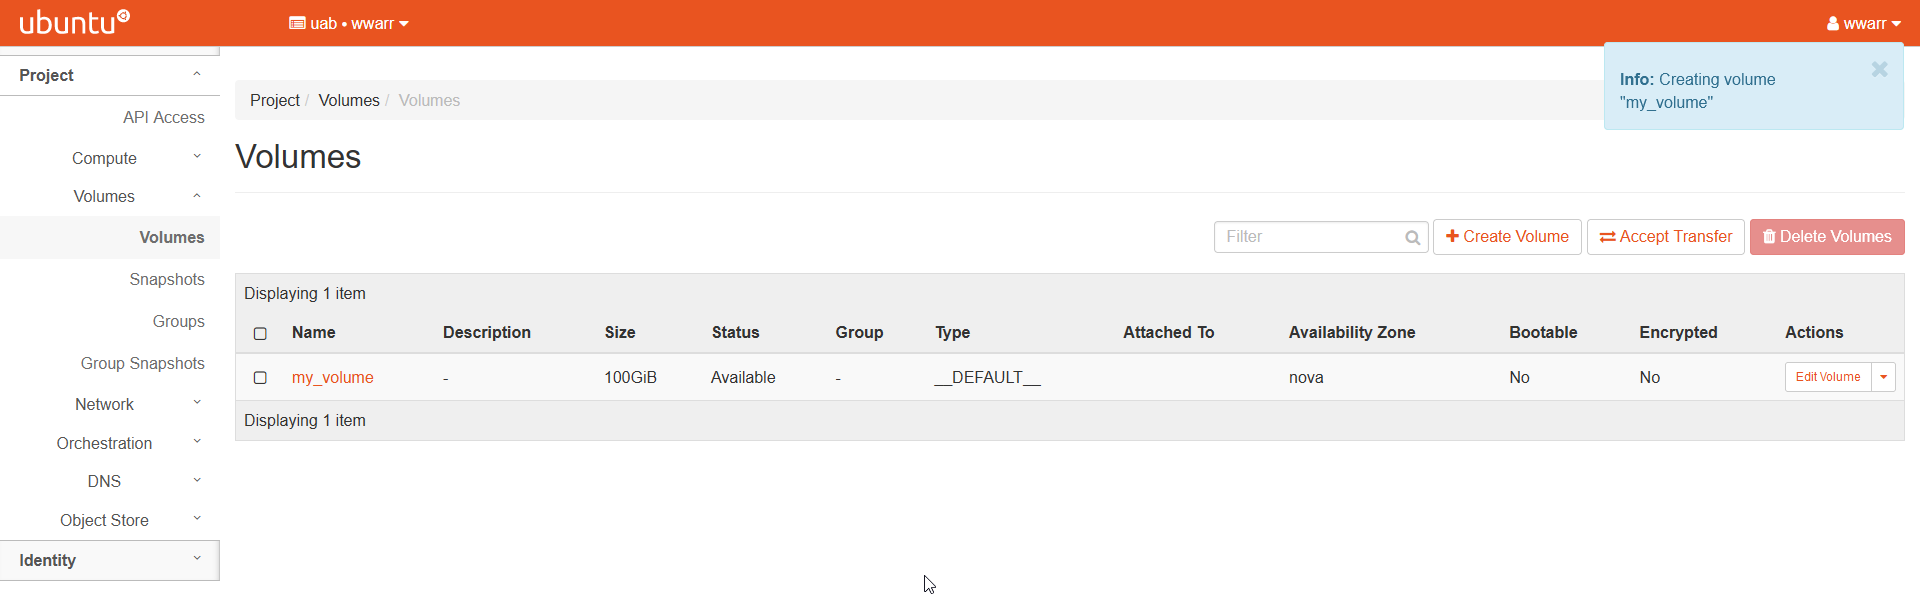 ubuntu
uab • wwarr
wwarr
Info: Creating volume
"my_volume"
Project
API Access
Compute
Volumes
Volumes
Snapshots
Groups
Group Snapshots
Network
Orchestration
DNS
Object Store
Identity
Project / Volumes / Volumes
Volumes
Filter
Create Volume
Accept Transfer
Delete Volumes
Displaying 1 item
Name Description Size Status Group Type Attached To Availability Zone Bootable Encrypted Actions
my_volume - 100GiB Available - __DEFAULT__ nova No No Edit Volume
Displaying 1 item